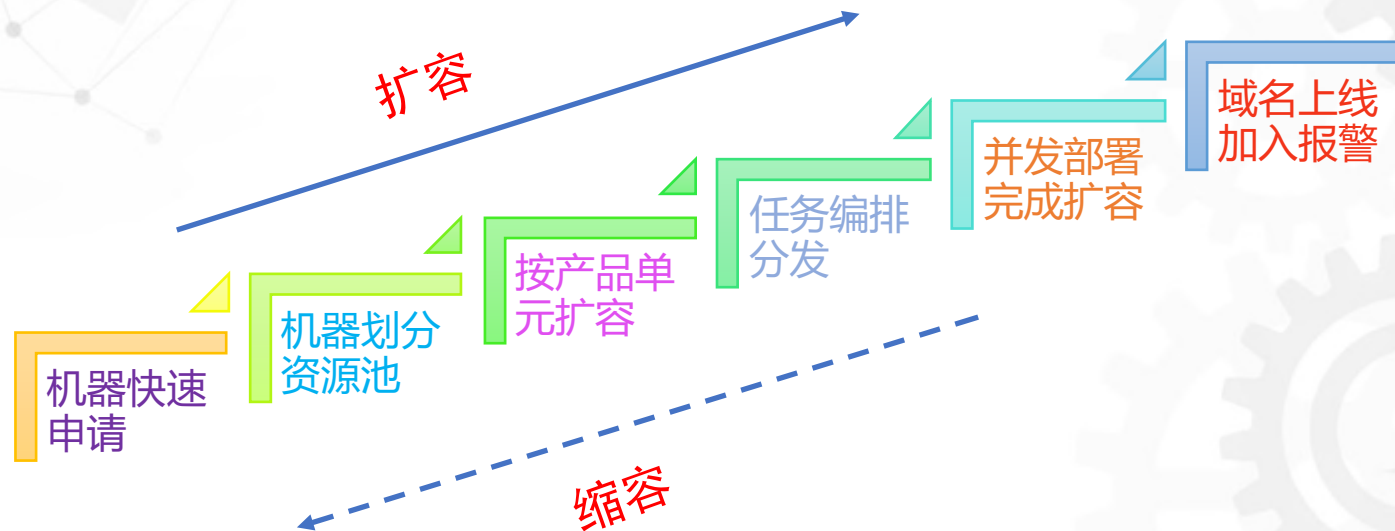 扩容
机器快速
申请
机器划分
资源池
按产品单
元扩容
任务编排
分发
并发部署
完成扩容
域名上线
加入报警
缩容